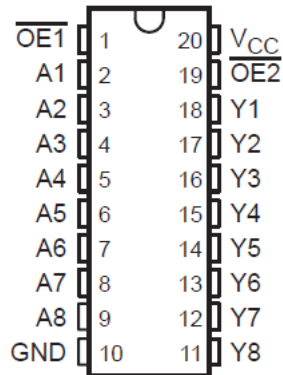 O̅E̅1̅ 1 20 VCC
A1 2 19 O̅E̅2̅
A2 3 18 Y1
A3 4 17 Y2
A4 5 16 Y3
A5 6 15 Y4
A6 7 14 Y5
A7 8 13 Y6
A8 9 12 Y7
GND 10 11 Y8